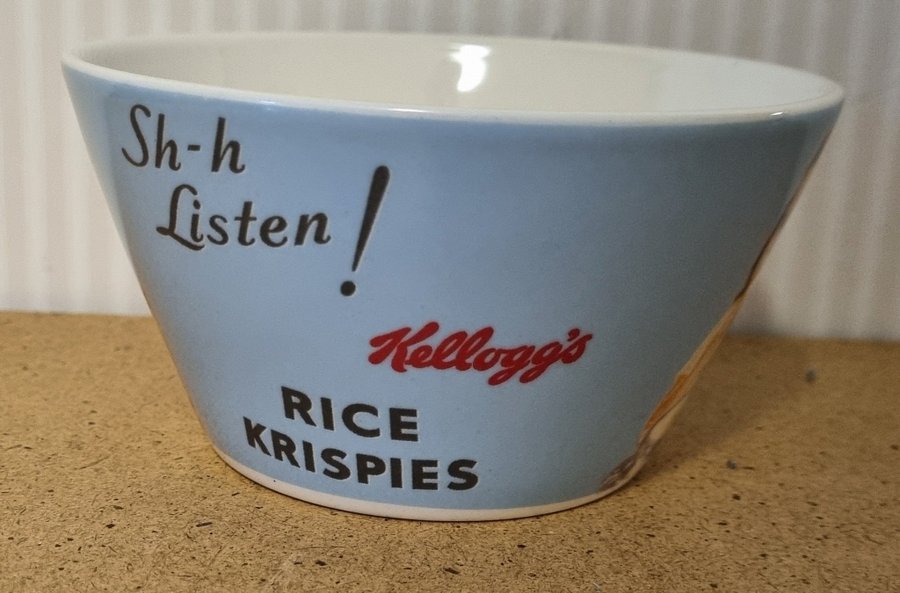 Sh-h
Listen!
Kellogg's
RICE
KRISPIES